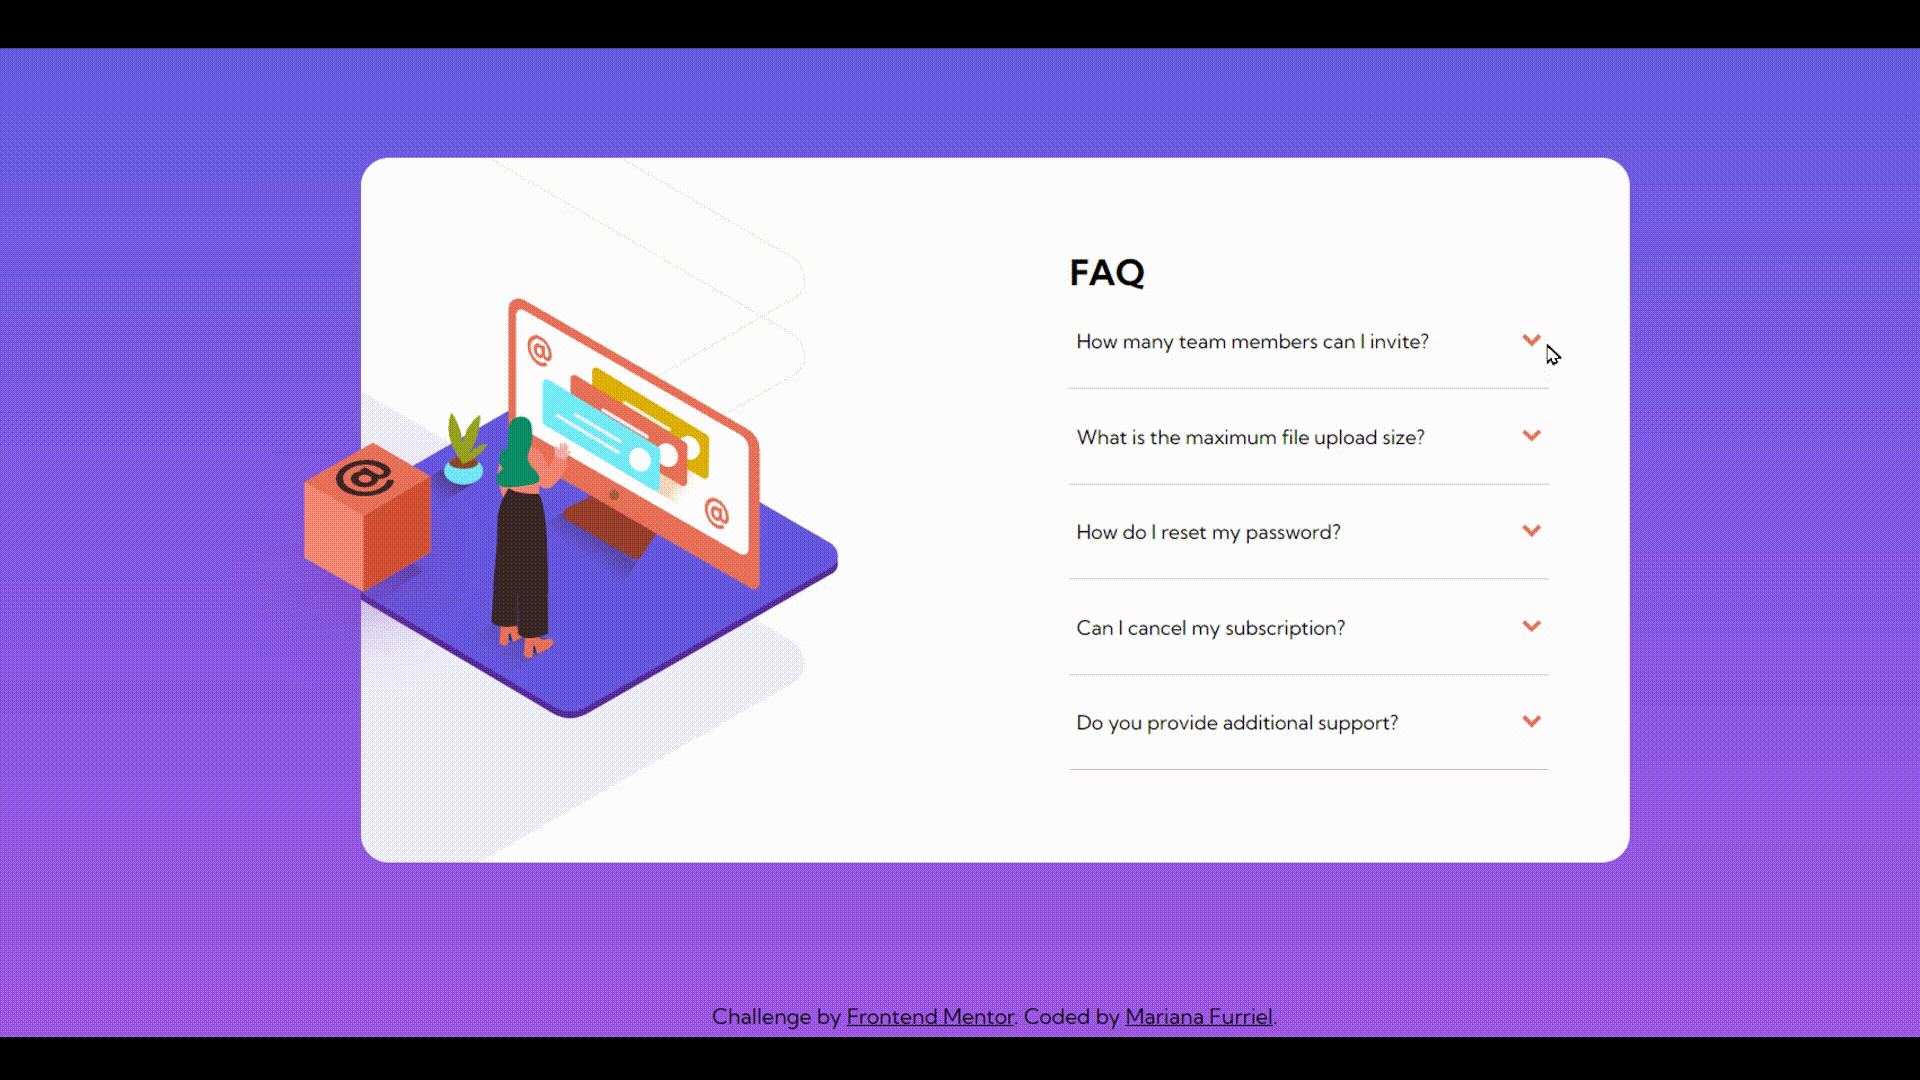 FAQ
How many team members can I invite?
What is the maximum file upload size?
How do I reset my password?
Can I cancel my subscription?
Do you provide additional support?
@
@
@
Challenge by Frontend Mentor. Coded by Mariana Furriel.